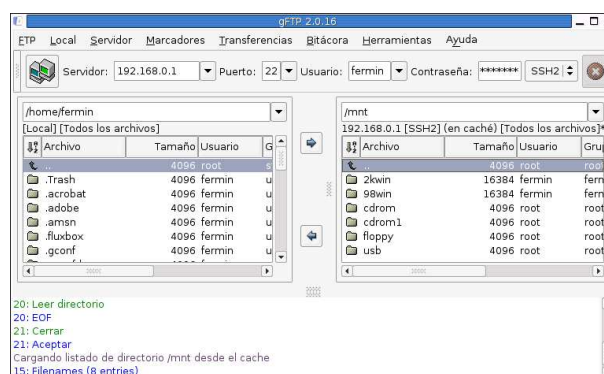 gFTP 2.0.16
FTP Local Servidor Marcadores Transferencias Bitácora Herramientas Ayuda
Servidor: 192.168.0.1 Puerto: 22 Usuario: fermin Contraseña: ******* SSH2
/home/fermin
[Local] [Todos los archivos]
Archivo Tamaño Usuario G
.. 4096 root s
.Trash 4096 fermin u
.acrobat 4096 fermin u
.adobe 4096 fermin u
.amsn 4096 fermin u
.fluxbox 4096 fermin u
.gconf 4096 fermin u
/mnt
192.168.0.1 [SSH2] (en caché) [Todos los archivos]*
Archivo Tamaño Usuario Grup
.. 4096 root root
2kwin 16384 fermin ferm
98win 16384 fermin ferm
cdrom 4096 root root
cdrom1 4096 root root
floppy 4096 root root
usb 4096 root root
20: Leer directorio
20: EOF
21: Cerrar
21: Aceptar
Cargando listado de directorio /mnt desde el cache
15: Filenames (8 entries)